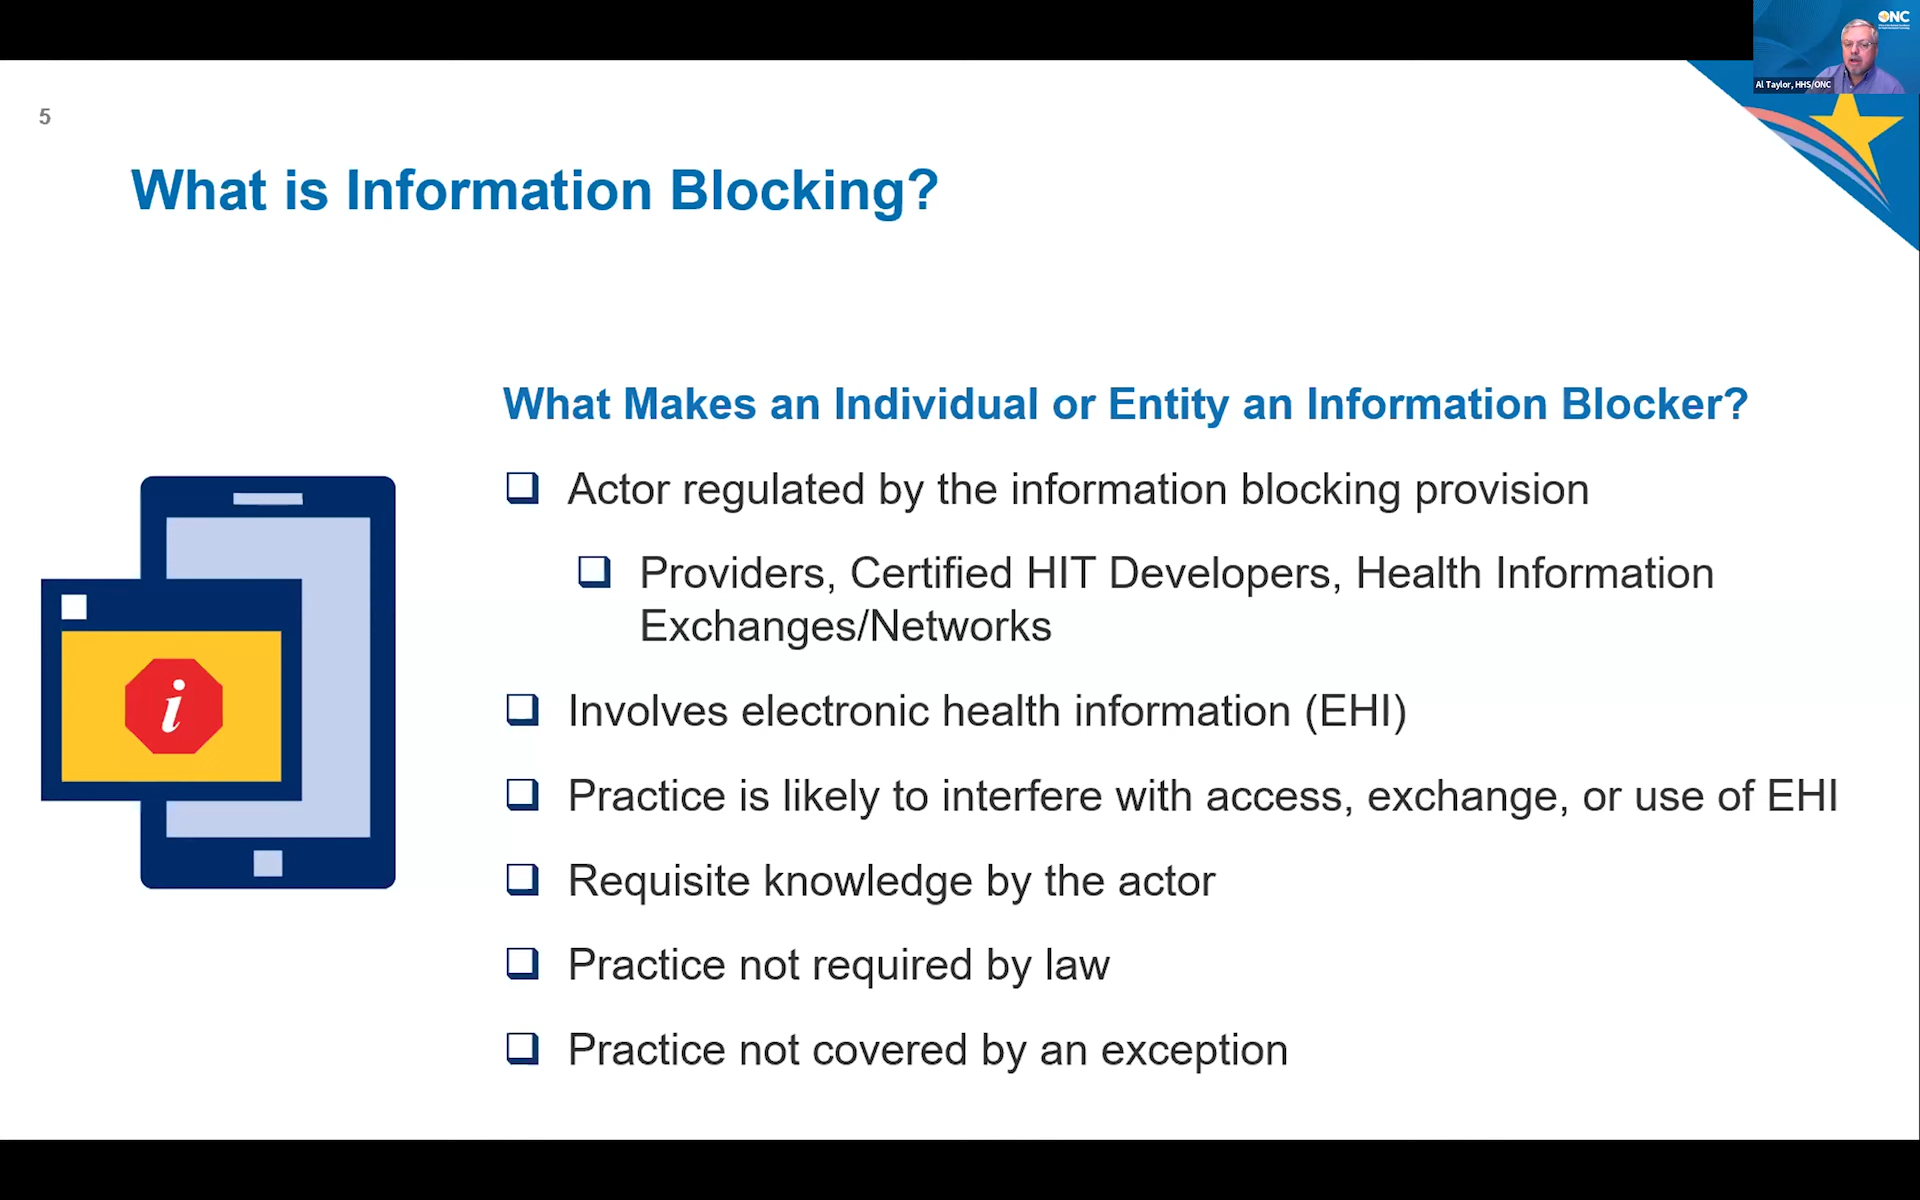 ONC
Al Taylor, HHS/ONC
5
What is Information Blocking?
What Makes an Individual or Entity an Information Blocker?
Actor regulated by the information blocking provision
Providers, Certified HIT Developers, Health Information
Exchanges/Networks
i
Involves electronic health information (EHI)
Practice is likely to interfere with access, exchange, or use of EHI
Requisite knowledge by the actor
Practice not required by law
Practice not covered by an exception